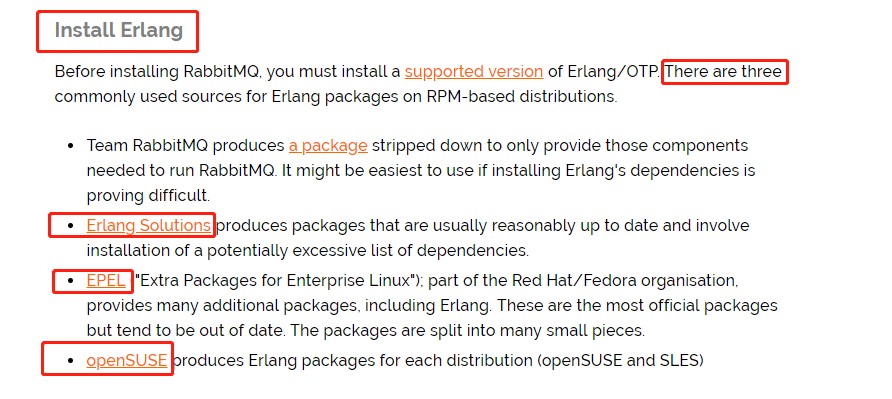 Install Erlang
Before installing RabbitMQ, you must install a supported version of Erlang/OTP. There are three
commonly used sources for Erlang packages on RPM-based distributions.
• Team RabbitMQ produces a package stripped down to only provide those components
needed to run RabbitMQ. It might be easiest to use if installing Erlang's dependencies is
proving difficult.
• Erlang Solutions produces packages that are usually reasonably up to date and involve
installation of a potentially excessive list of dependencies.
• EPEL "Extra Packages for Enterprise Linux"); part of the Red Hat/Fedora organisation,
provides many additional packages, including Erlang. These are the most official packages
but tend to be out of date. The packages are split into many small pieces.
• openSUSE produces Erlang packages for each distribution (openSUSE and SLES)